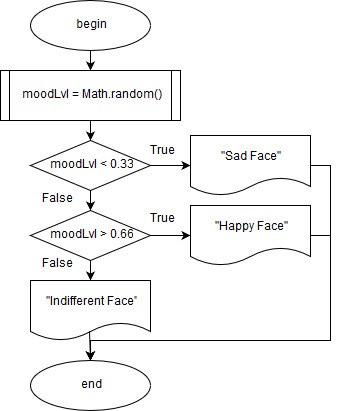 begin
moodLvl = Math.random()
moodLvl < 0.33
True
"Sad Face"
False
moodLvl > 0.66
True
"Happy Face"
False
"Indifferent Face"
end